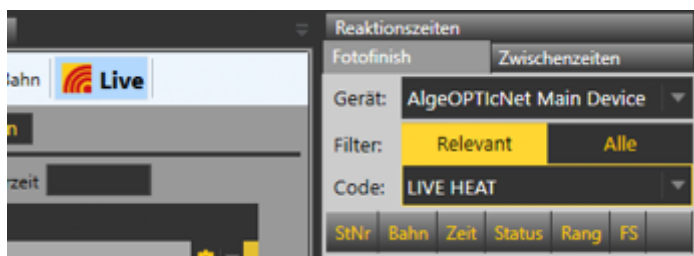 Reaktionszeiten
Fotofinish Zwischenzeiten
Live
Gerät: AlgeOPTIcNet Main Device
Filter: Relevant Alle
Code: LIVE HEAT
StNr Bahn Zeit Status Rang FS